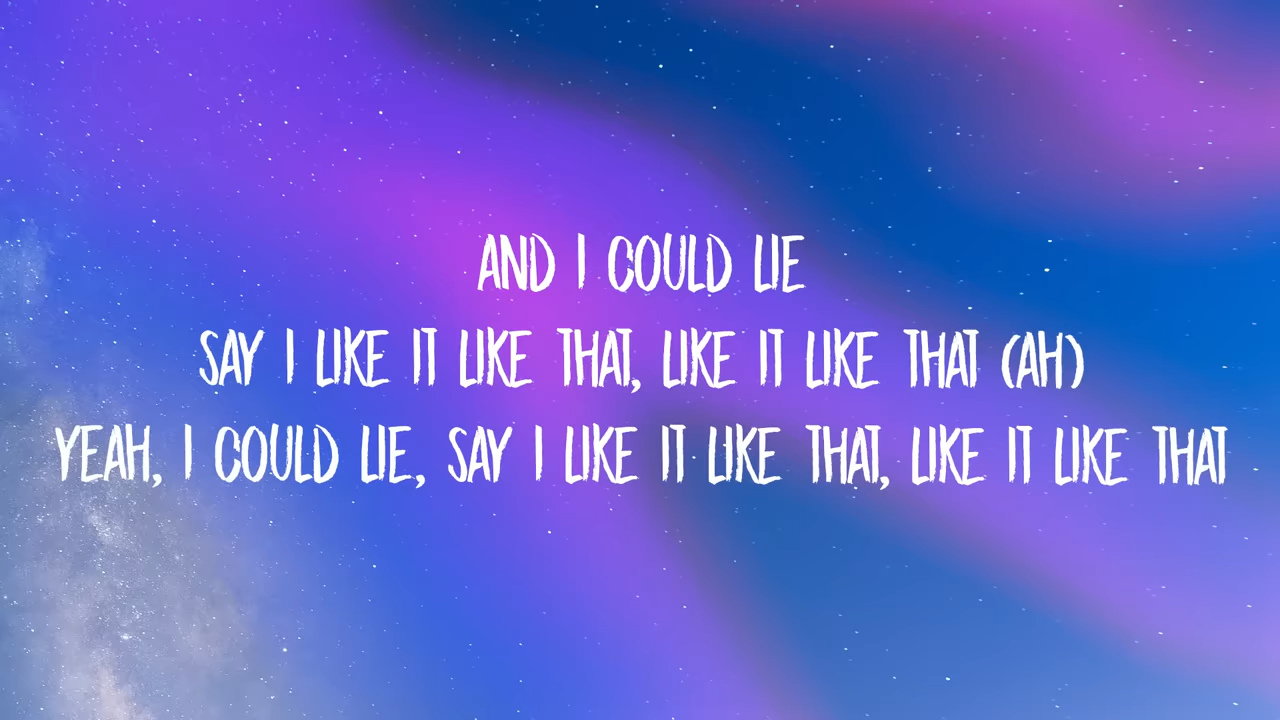 AND I COULD LIE
SAY I LIKE IT LIKE THAT, LIKE IT LIKE THAT (AH)
YEAH, I COULD LIE, SAY I LIKE IT LIKE THAT, LIKE IT LIKE THAT